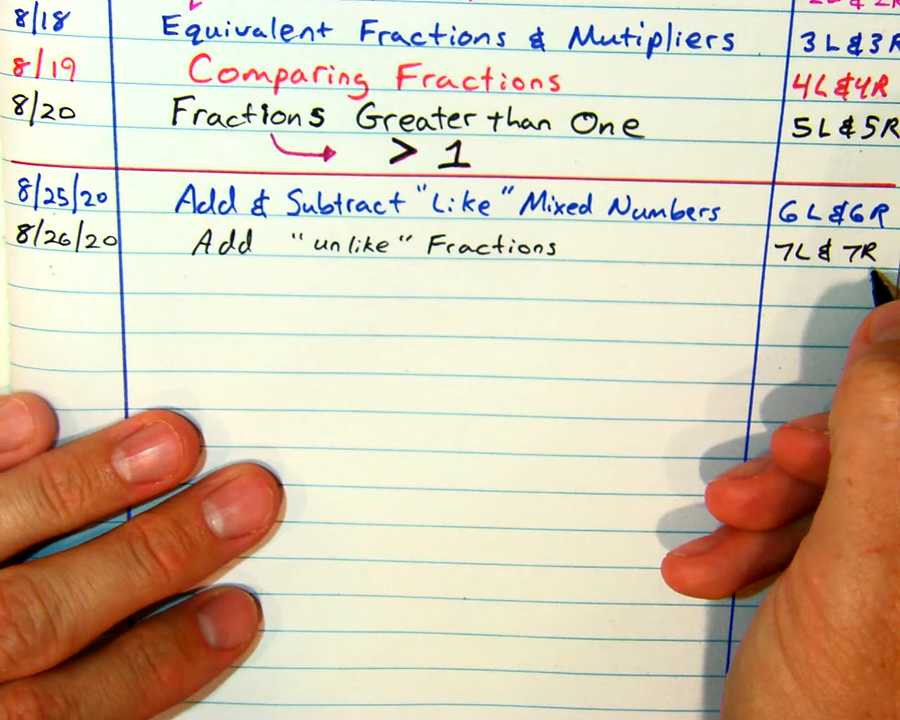 8/18 Equivalent Fractions & Mutipliers 3L & 3R
8/19 Comparing Fractions 4L & 4R
8/20 Fractions Greater than One 5L & 5R
> 1
8/25/20 Add & Subtract "Like" Mixed Numbers 6L & 6R
8/26/20 Add "unlike" Fractions 7L & 7R